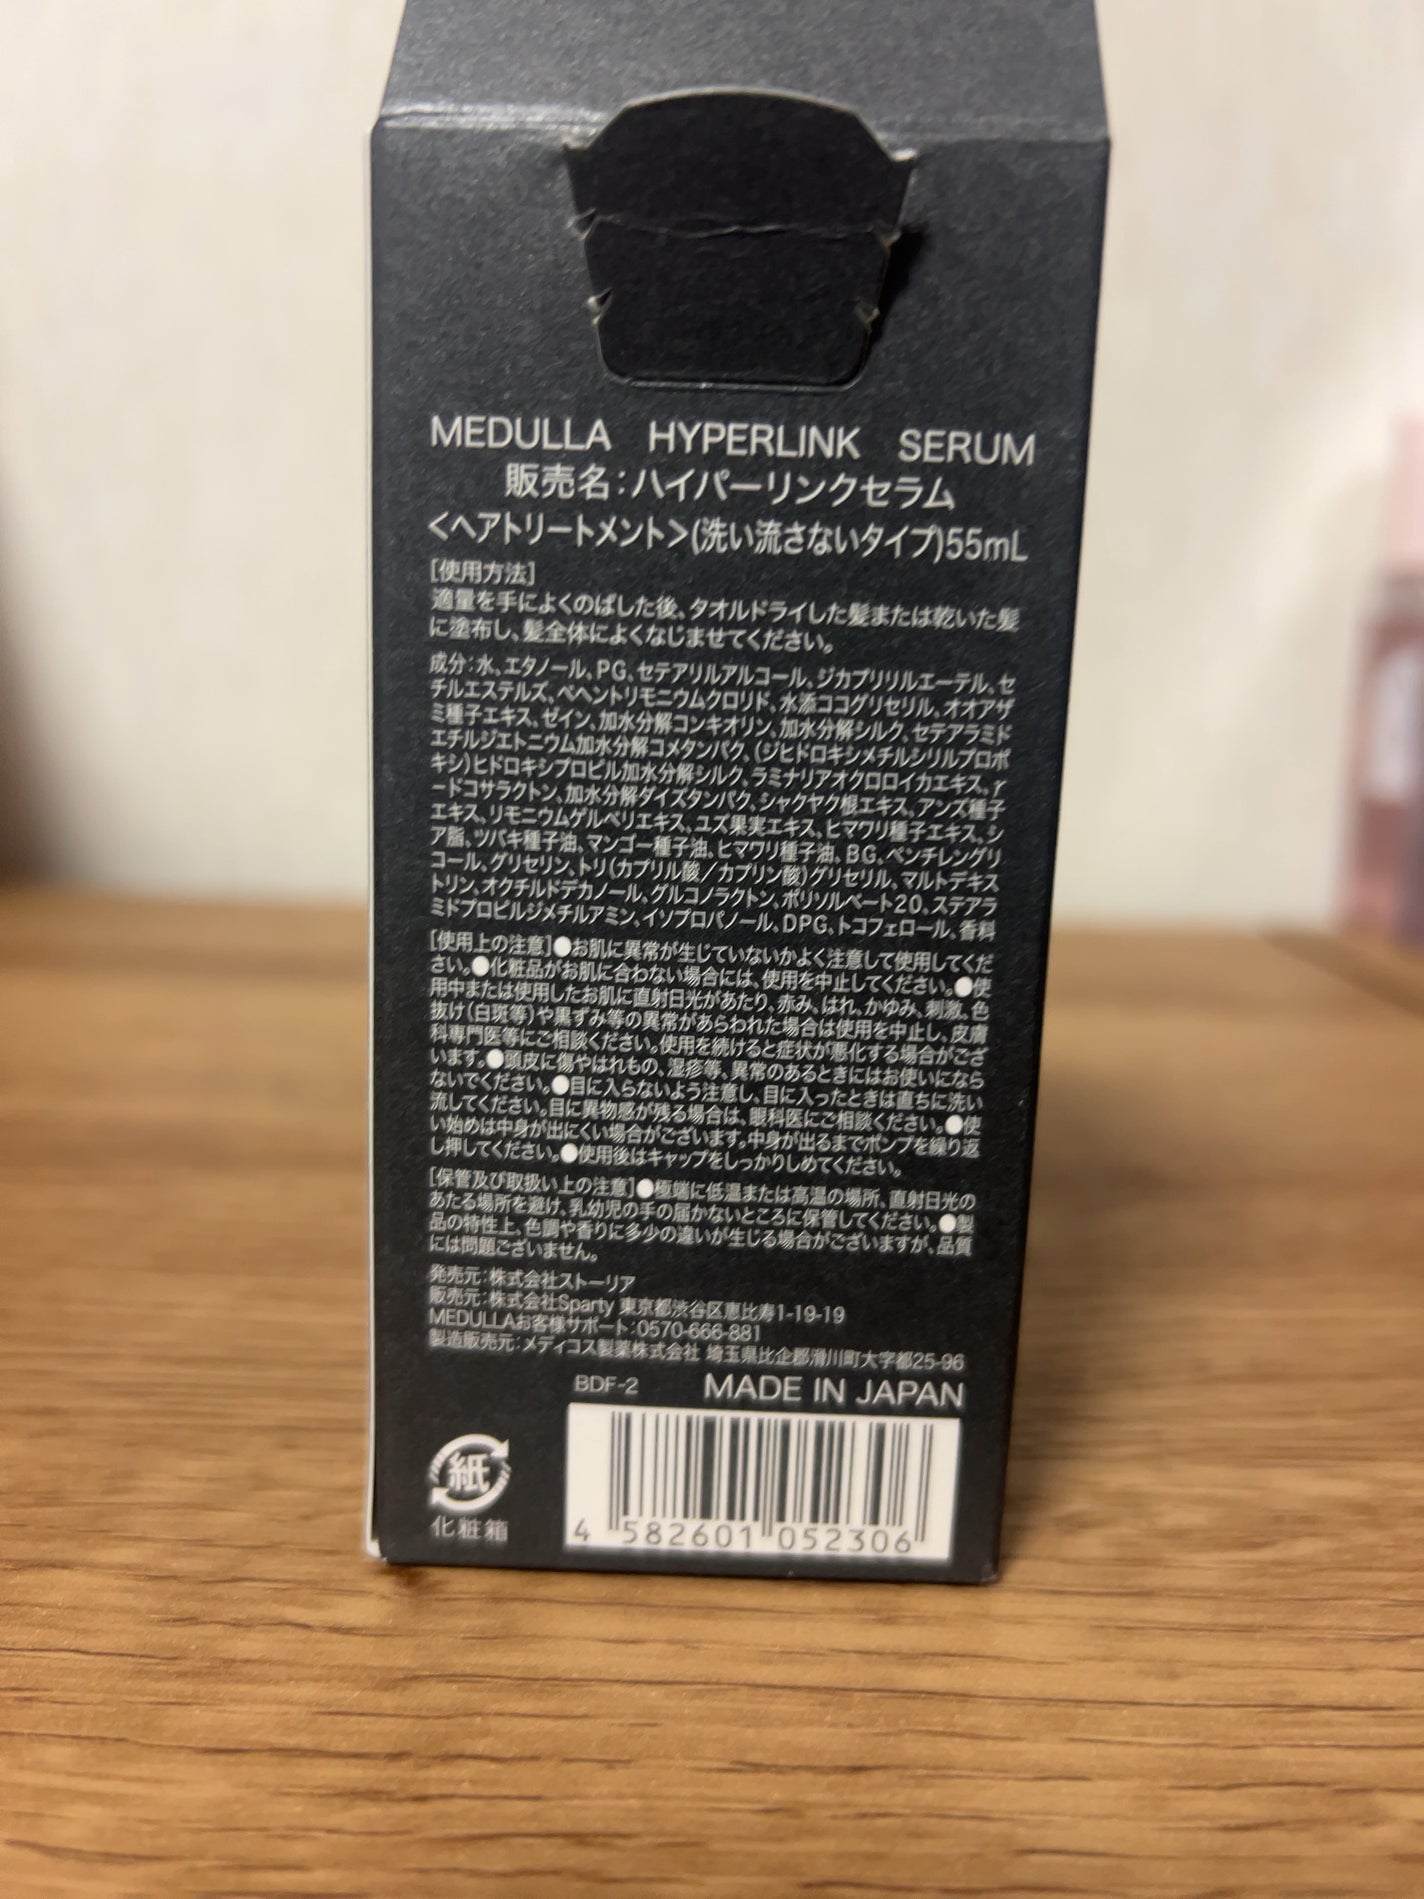 MEDULLA HYPERLINK SERUM
販売名:ハイパーリンクセラム
<ヘアトリートメント>(洗い流さないタイプ)55mL
[使用方法]
適量を手によくのばした後、タオルドライした髪または乾いた髪
に塗布し、髪全体によくなじませてください。
成分:水、エタノール、PG、セテアリルアルコール、ジカプリリルエーテル、セ
チルエステルズ、ベヘントリモニウムクロリド、水添ココグリセリル、オオアザ
ミ種子エキス、ゼイン、加水分解コンキオリン、加水分解シルク、セテアラミド
エチルジエトニウム加水分解コメタンパク、(ジヒドロキシメチルシリルプロポ
キシ)ヒドロキシプロピル加水分解シルク、ラミナリアオクロロイカエキス、γ
ードコサラクトン、加水分解ダイズタンパク、シャクヤク根エキス、アンズ種子
エキス、リモニウムゲルベリエキス、ユズ果実エキス、ヒマワリ種子エキス、シ
ア脂、ツバキ種子油、マンゴー種子油、ヒマワリ種子油、BG、ペンチレングリ
コール、グリセリン、トリ(カプリル酸/カプリン酸)グリセリル、マルトデキス
トリン、オクチルドデカノール、グルコノラクトン、ポリソルベート20、ステアラ
ミドプロピルジメチルアミン、イソプロパノール、DPG、トコフェロール、香料
[使用上の注意]●お肌に異常が生じていないかよく注意して使用してくだ
さい。●化粧品がお肌に合わない場合には、使用を中止してください。●使
用中または使用したお肌に直射日光があたり、赤み、はれ、かゆみ、刺激、色
抜け(白斑等)や黒ずみ等の異常があらわれた場合は使用を中止し、皮膚
科専門医等にご相談ください。使用を続けると症状が悪化する場合がござ
います。●頭皮に傷やはれもの、湿疹等、異常のあるときにはお使いになら
ないでください。●目に入らないよう注意し、目に入ったときは直ちに洗い
流してください。目に異物感が残る場合は、眼科医にご相談ください。●使
い始めは中身が出にくい場合がございます。中身が出るまでポンプを繰り返
し押してください。●使用後はキャップをしっかりしめてください。
[保管及び取扱い上の注意]●極端に低温または高温の場所、直射日光の
あたる場所を避け、乳幼児の手の届かないところに保管してください。●製
品の特性上、色調や香りに多少の違いが生じる場合がございますが、品質
には問題ございません。
発売元:株式会社ストーリア
販売元:株式会社Sparty 東京都渋谷区恵比寿1-19-19
MEDULLAお客様サポート:0570-666-881
製造販売元:メディコス製薬株式会社 埼玉県比企郡滑川町大字都25-96
BDF-2 MADE IN JAPAN
紙
化粧箱
4 582601 052306